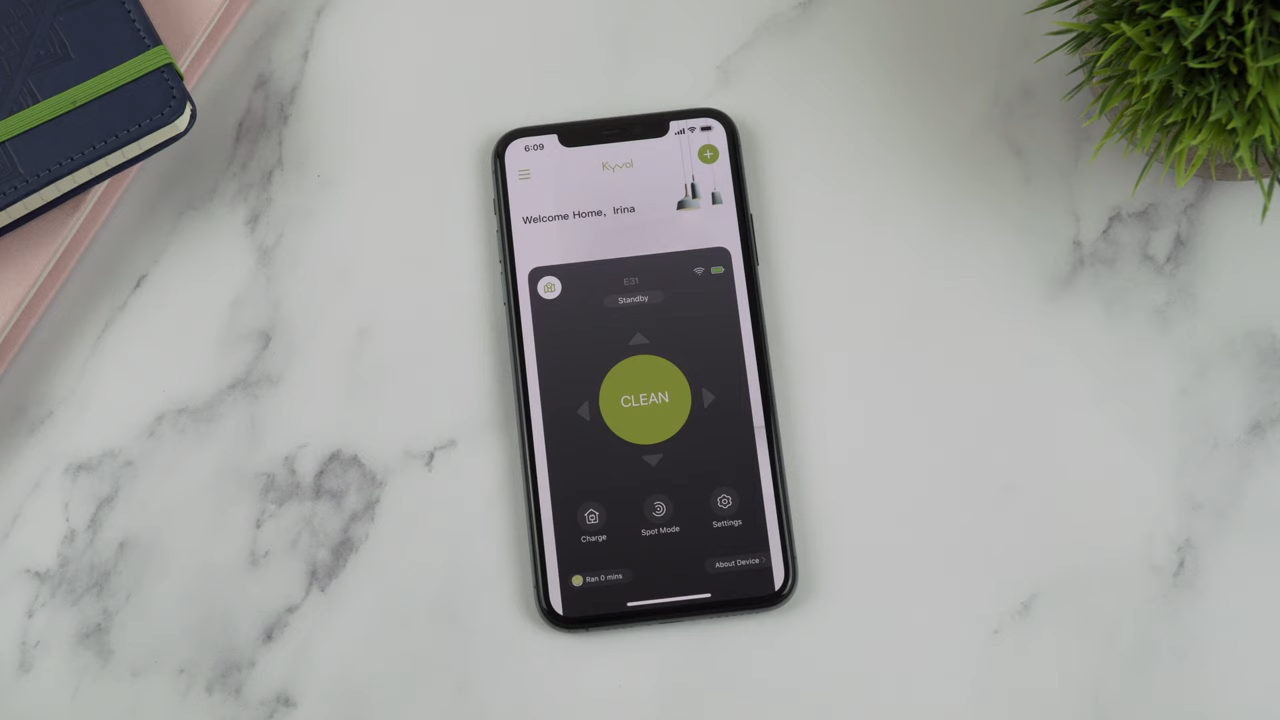 6:09
Kyvol
Welcome Home, Irina
E31
Standby
CLEAN
Charge
Spot Mode
Settings
Ran 0 mins
About Device